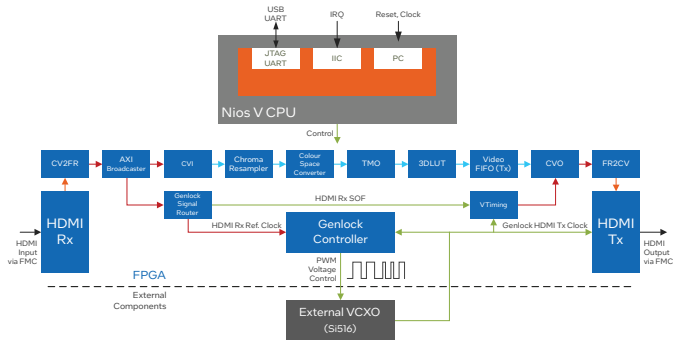 USB
UART
IRQ
Reset, Clock
JTAG
UART
IIC
PC
Nios V CPU
Control
CV2FR
AXI
Broadcaster
CVI
Chroma
Resampler
Colour
Space
Converter
TMO
3DLUT
Video
FIFO (Tx)
CVO
FR2CV
HDMI
Rx
Genlock
Signal
Router
HDMI Rx SOF
VTiming
HDMI
Tx
HDMI Rx Ref. Clock
Genlock
Controller
Genlock HDMI Tx Clock
HDMI
Input
via FMC
HDMI
Output
via FMC
PWM
Voltage
Control
FPGA
External
Components
External VCXO
(Si516)